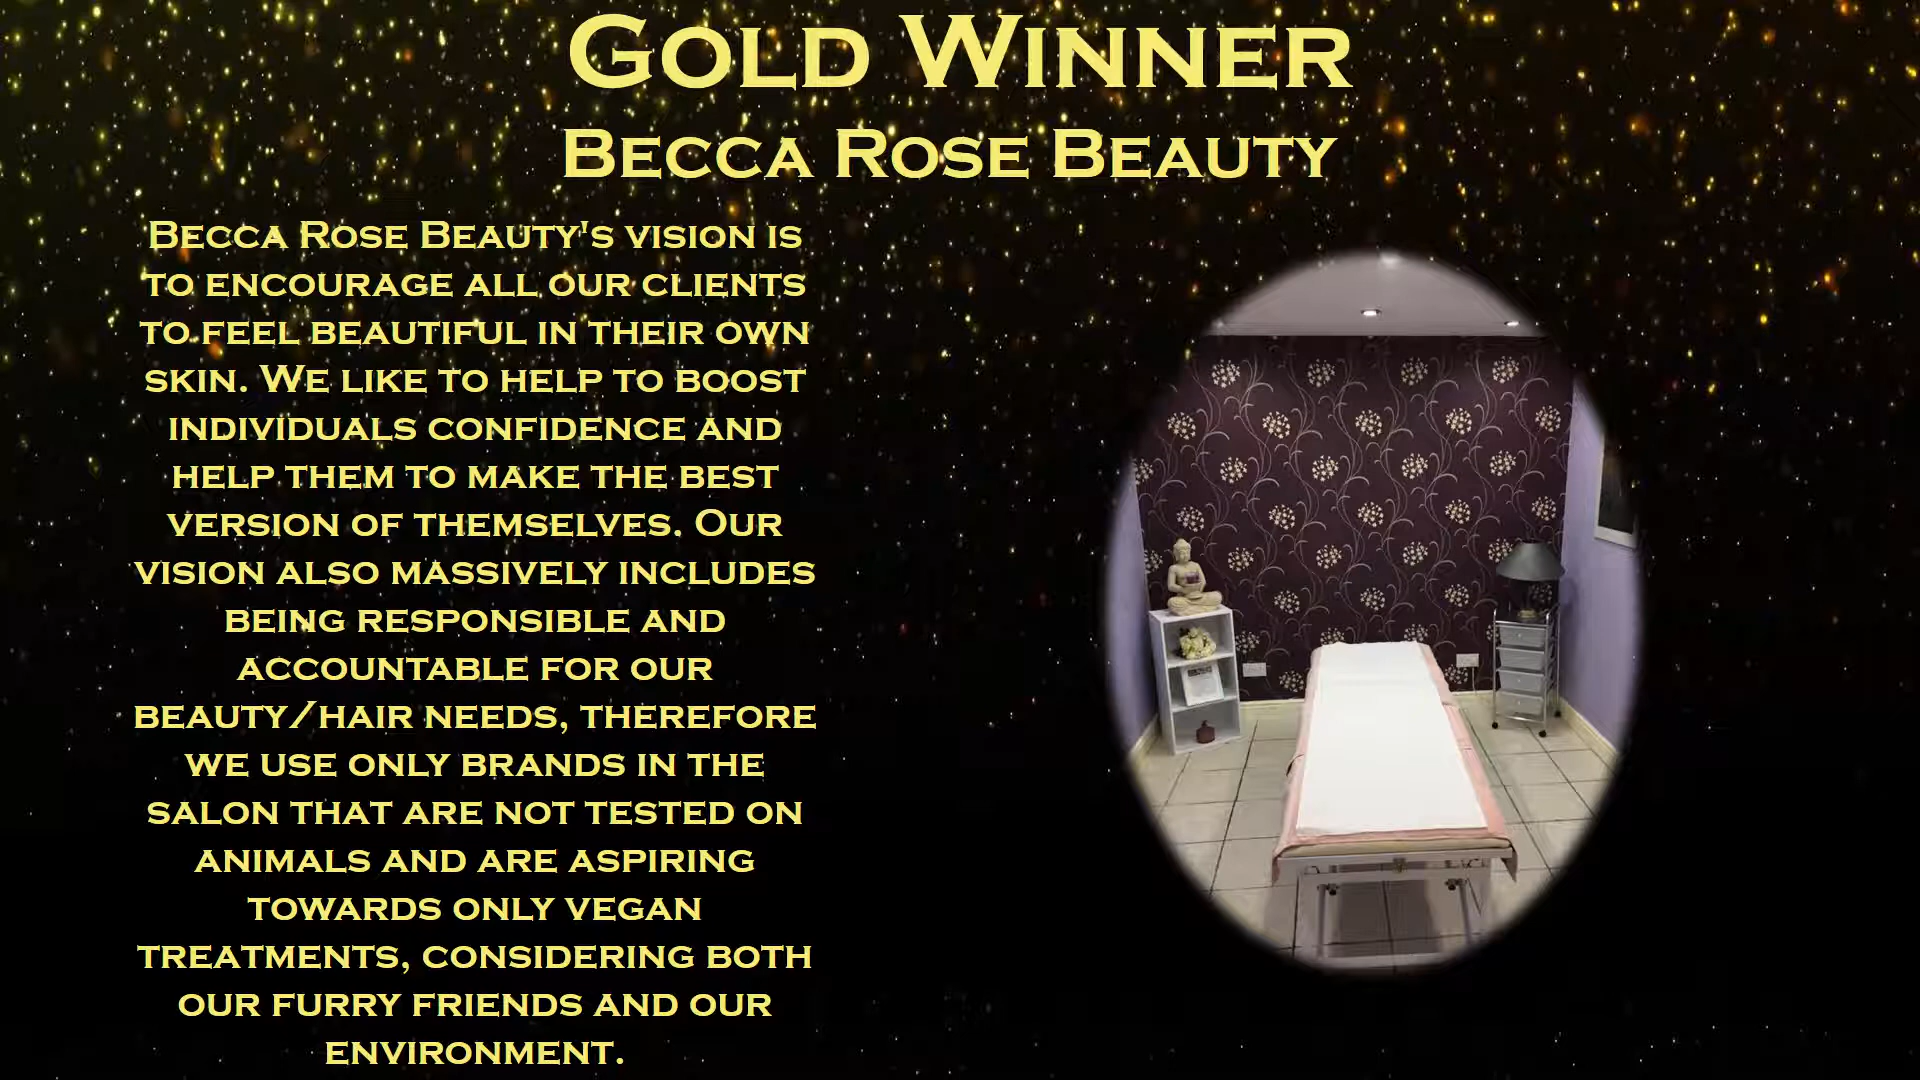 Gold Winner
Becca Rose Beauty
Becca Rose Beauty's vision is
to encourage all our clients
to feel beautiful in their own
skin. We like to help to boost
individuals confidence and
help them to make the best
version of themselves. Our
vision also massively includes
being responsible and
accountable for our
beauty/hair needs, therefore
we use only brands in the
salon that are not tested on
animals and are aspiring
towards only vegan
treatments, considering both
our furry friends and our
environment.